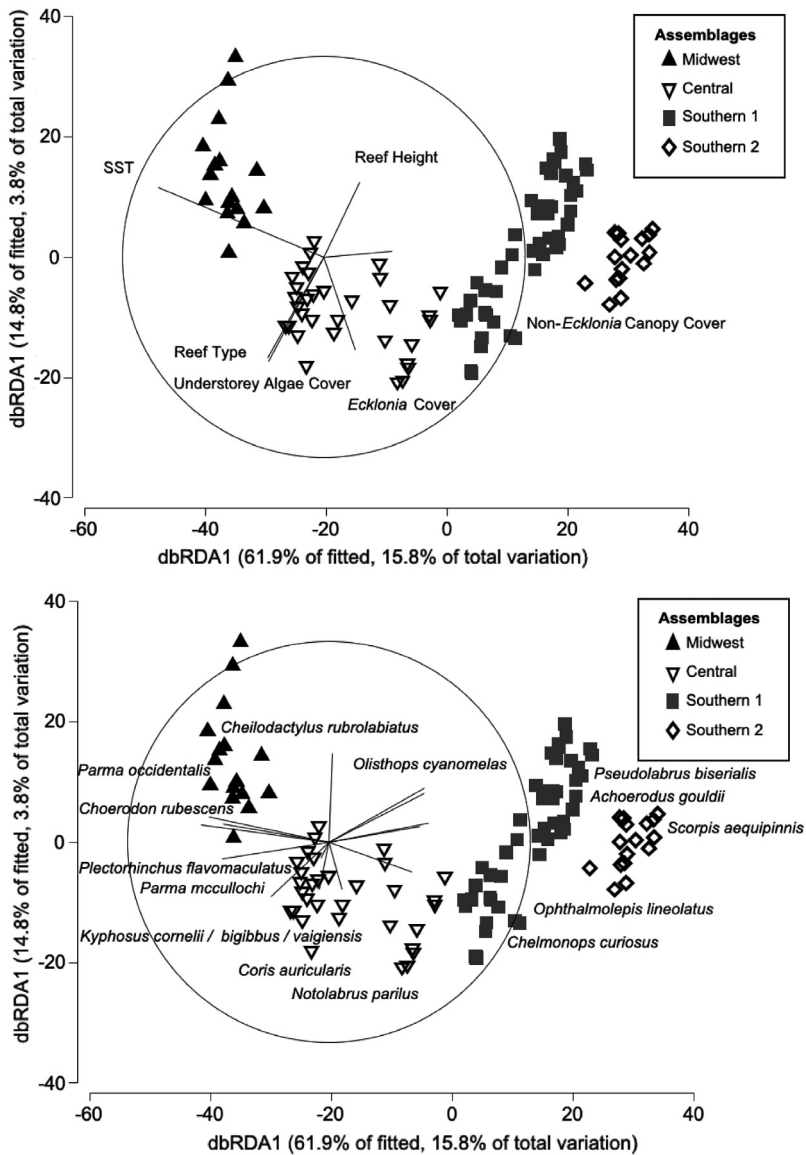 40
20
0
-20
-40
dbRDA1 (14.8% of fitted, 3.8% of total variation)
Assemblages
Midwest
Central
Southern 1
Southern 2
SST
Reef Height
Non-Ecklonia Canopy Cover
Reef Type
Understorey Algae Cover
Ecklonia Cover
-60
-40
-20
0
20
40
dbRDA1 (61.9% of fitted, 15.8% of total variation)
40
20
0
-20
-40
dbRDA1 (14.8% of fitted, 3.8% of total variation)
Assemblages
Midwest
Central
Southern 1
Southern 2
Cheilodactylus rubrolabiatus
Olisthops cyanomelas
Parma occidentalis
Pseudolabrus biserialis
Choerodon rubescens
Achoerodus gouldii
Scorpis aequipinnis
Plectorhinchus flavomaculatus
Parma mccullochi
Ophthalmolepis lineolatus
Kyphosus cornelii / bigibbus / vaigiensis
Chelmonops curiosus
Coris auricularis
Notolabrus parilus
-60
-40
-20
0
20
40
dbRDA1 (61.9% of fitted, 15.8% of total variation)